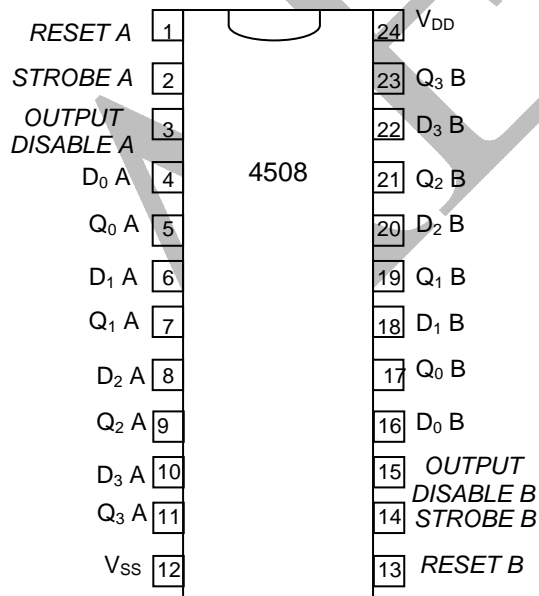 RESET A 1 24 V_DD
STROBE A 2 23 Q₃ B
OUTPUT
DISABLE A 3 22 D₃ B
D₀ A 4 4508 21 Q₂ B
Q₀ A 5 20 D₂ B
D₁ A 6 19 Q₁ B
Q₁ A 7 18 D₁ B
D₂ A 8 17 Q₀ B
Q₂ A 9 16 D₀ B
D₃ A 10 15 OUTPUT
DISABLE B
Q₃ A 11 14 STROBE B
V_SS 12 13 RESET B